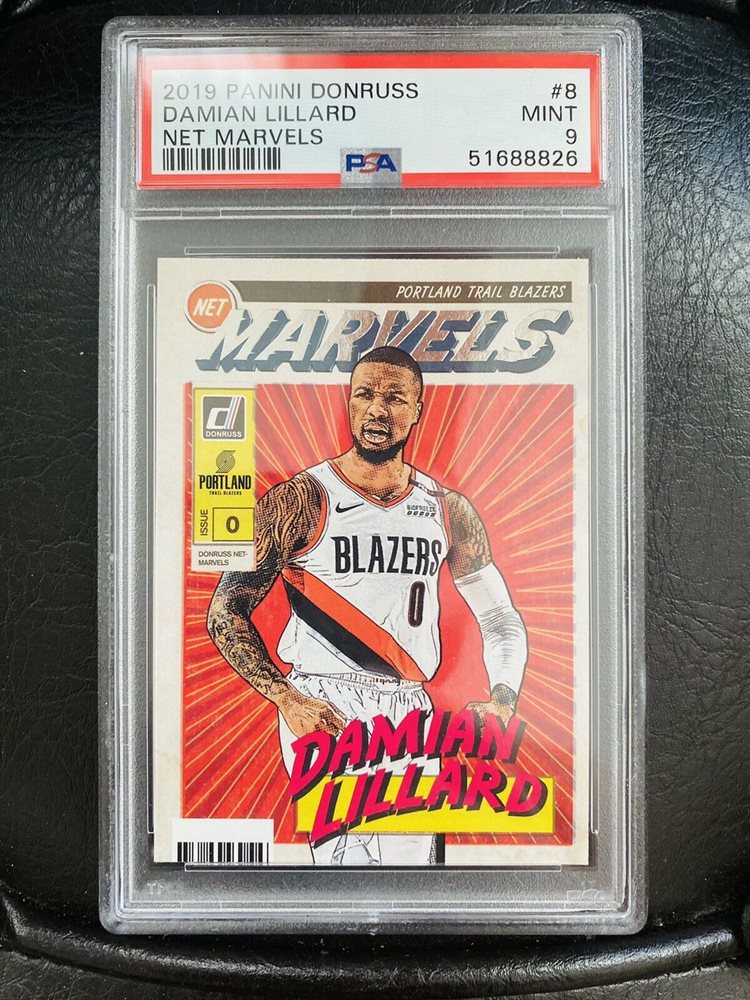 2019 PANINI DONRUSS #8
DAMIAN LILLARD MINT
NET MARVELS 9
PSA 51688826
PORTLAND TRAIL BLAZERS
NET
MARVELS
DONRUSS
PORTLAND
TRAIL BLAZERS
ISSUE 0
DONRUSS NET-
MARVELS
BIOFREEZE
BLAZERS
0
DAMIAN
LILLARD